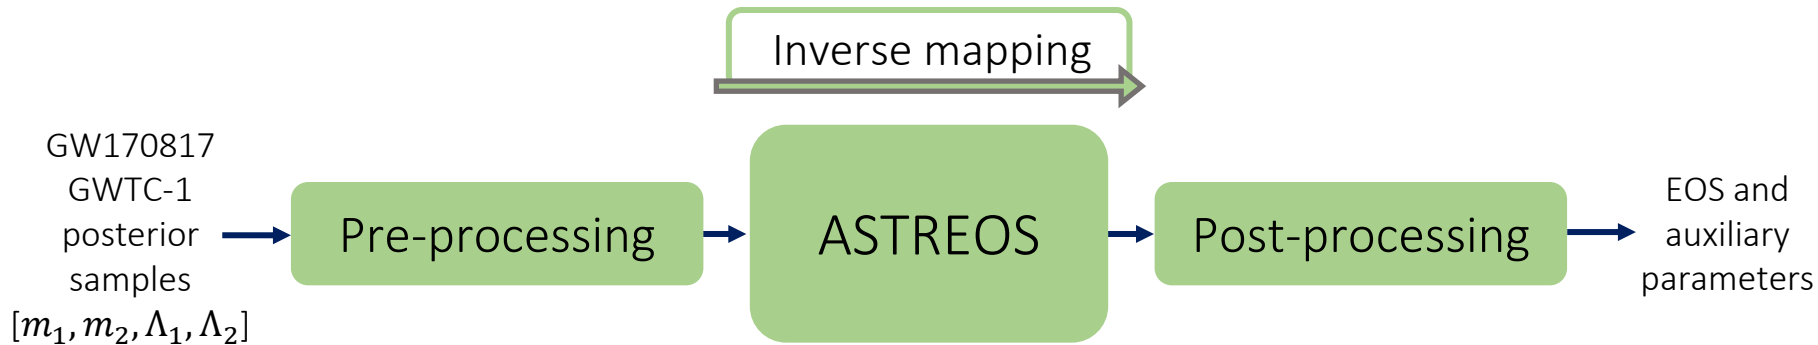 Inverse mapping
GW170817
GWTC-1
posterior
samples
[m₁, m₂, Λ₁, Λ₂]
Pre-processing
ASTREOS
Post-processing
EOS and
auxiliary
parameters